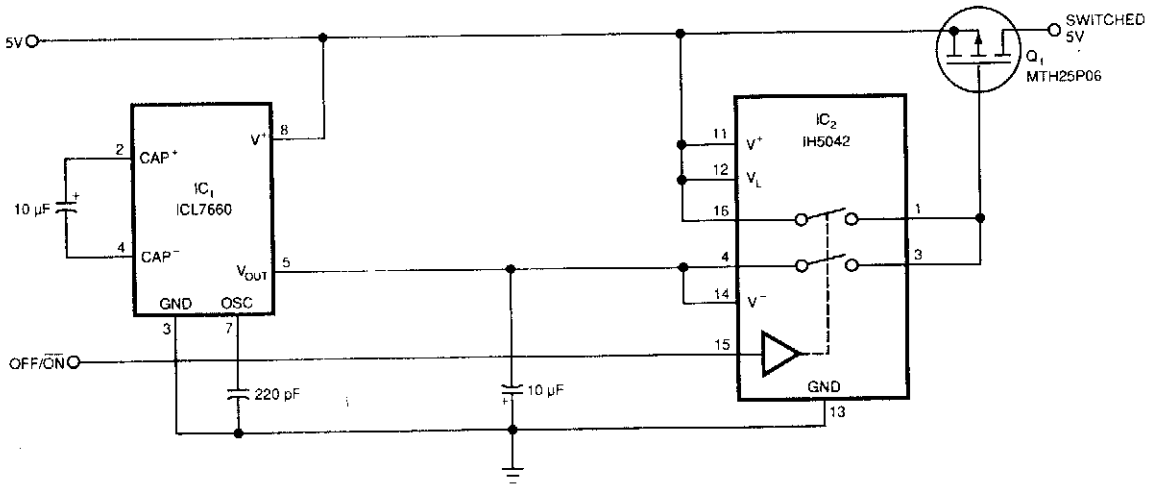 5V
SWITCHED
5V
Q1
MTH25P06
8
V+
2
CAP+
IC1
ICL7660
10 µF
+
4
CAP−
VOUT
5
GND
OSC
3
7
220 pF
OFF/ON
10 µF
+
IC2
IH5042
11
V+
12
VL
16
1
4
3
14
V−
15
GND
13